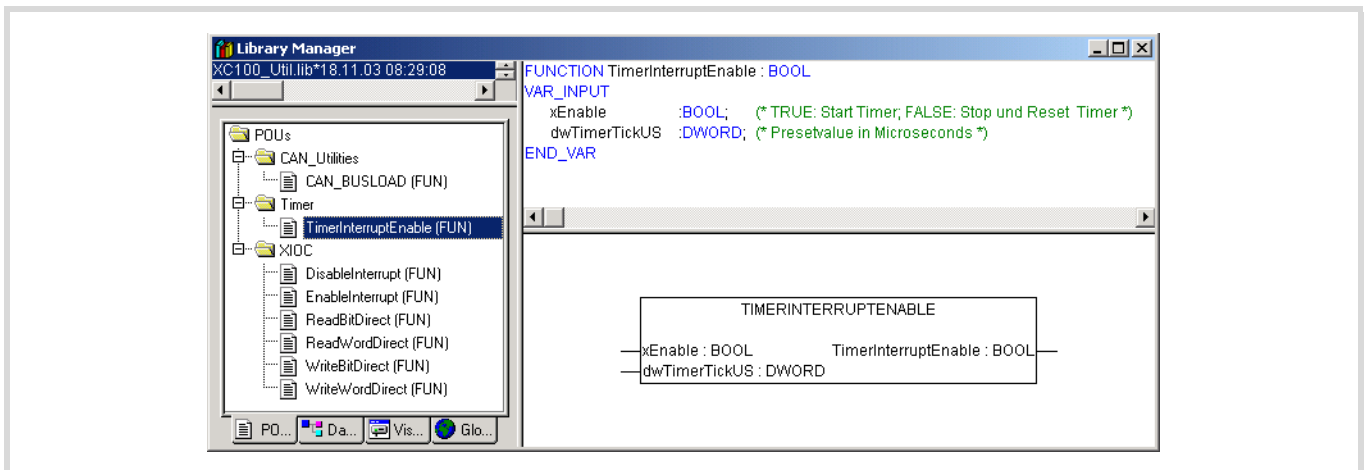 Library Manager
XC100_Util.lib*18.11.03 08:29:08
POUs
CAN_Utilities
CAN_BUSLOAD (FUN)
Timer
TimerInterruptEnable (FUN)
XIOC
DisableInterrupt (FUN)
EnableInterrupt (FUN)
ReadBitDirect (FUN)
ReadWordDirect (FUN)
WriteBitDirect (FUN)
WriteWordDirect (FUN)
PO... Da... Vis... Glo...
FUNCTION TimerInterruptEnable : BOOL
VAR_INPUT
xEnable :BOOL; (* TRUE: Start Timer; FALSE: Stop und Reset Timer *)
dwTimerTickUS :DWORD; (* Presetvalue in Microseconds *)
END_VAR
TIMERINTERRUPTENABLE
xEnable : BOOL TimerInterruptEnable : BOOL
dwTimerTickUS : DWORD